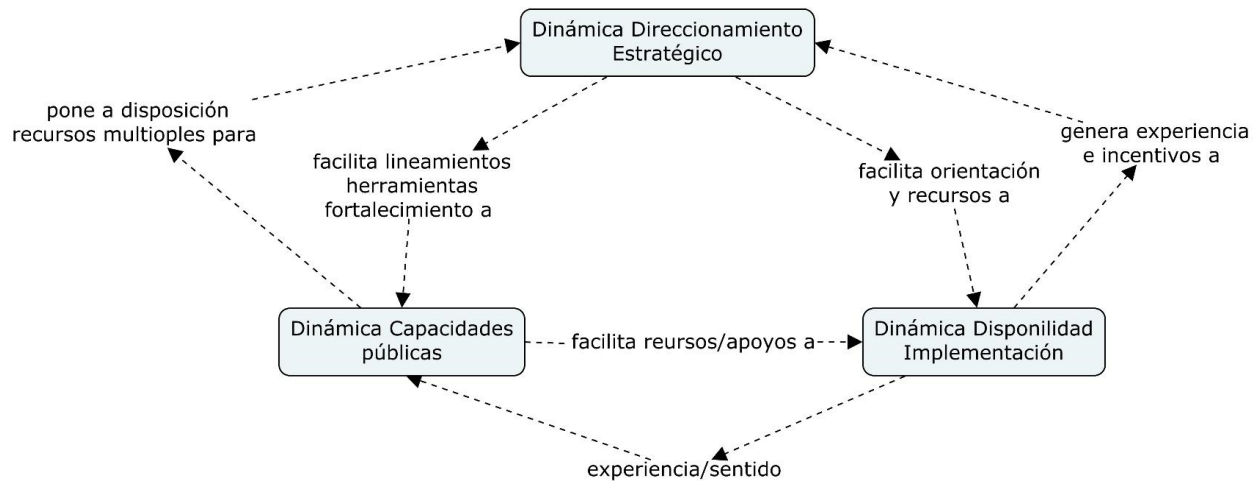 Dinámica Direccionamiento
Estratégico
pone a disposición
recursos multioples para
genera experiencia
e incentivos a
facilita lineamientos
herramientas
fortalecimiento a
facilita orientación
y recursos a
Dinámica Capacidades
públicas
facilita reursos/apoyos a
Dinámica Disponilidad
Implementación
experiencia/sentido